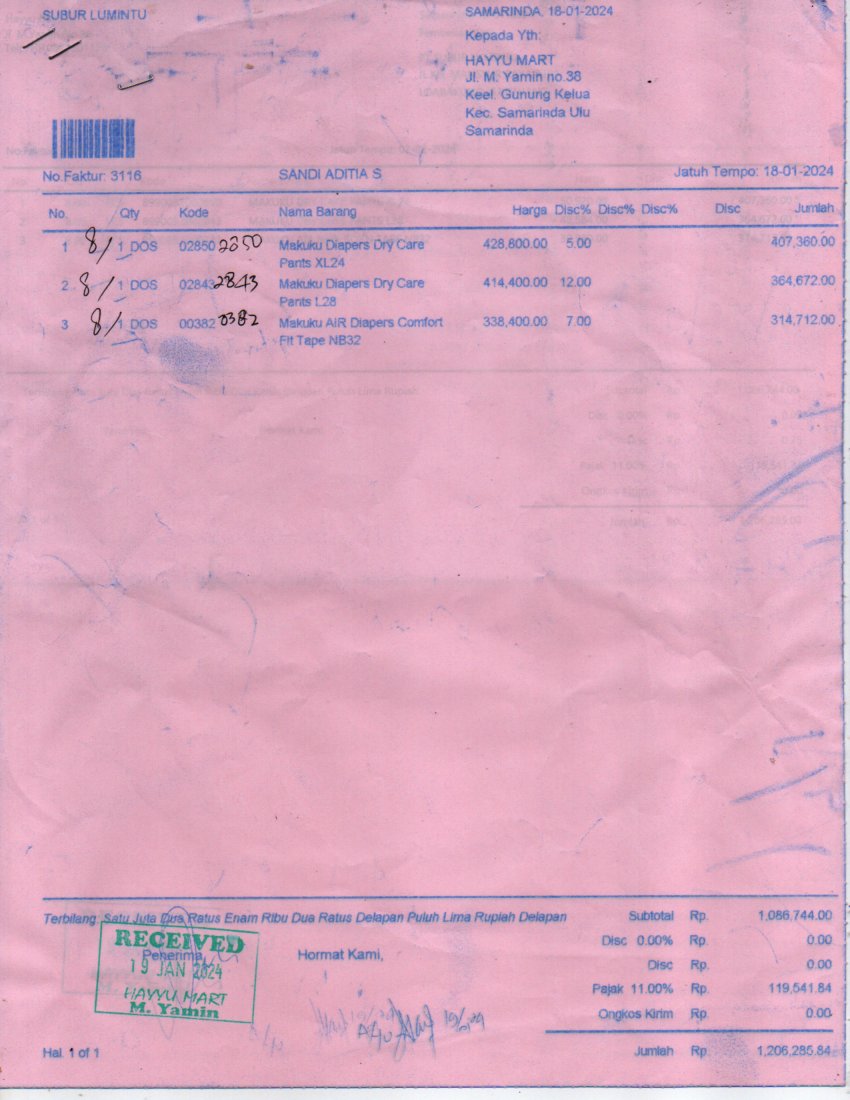 SUBUR LUMINTU
SAMARINDA, 18-01-2024
Kepada Yth:
HAYYU MART
Jl. M. Yamin no.38
Keel. Gunung Kelua
Kec. Samarinda Ulu
Samarinda
No.Faktur: 3116 SANDI ADITIA S Jatuh Tempo: 18-01-2024
No. Qty Kode Nama Barang Harga Disc% Disc% Disc% Disc Jumlah
1 8/ 1 DOS 02850 2850 Makuku Diapers Dry Care 428,800.00 5.00 407,360.00
Pants XL24
2 8/ 1 DOS 02843 2843 Makuku Diapers Dry Care 414,400.00 12.00 364,672.00
Pants L28
3 8/ 1 DOS 00382 0382 Makuku AIR Diapers Comfort 338,400.00 7.00 314,712.00
Fit Tape NB32
Terbilang: Satu Juta Dua Ratus Enam Ribu Dua Ratus Delapan Puluh Lima Rupiah Delapan
Subtotal Rp. 1,086,744.00
Disc 0.00% Rp. 0.00
Disc Rp. 0.00
Pajak 11.00% Rp. 119,541.84
Ongkos Kirim Rp. 0.00
Jumlah Rp. 1,206,285.84
Penerima, Hormat Kami,
RECEIVED
19 JAN 2024
HAYYU MART
M. Yamin
Hal. 1 of 1